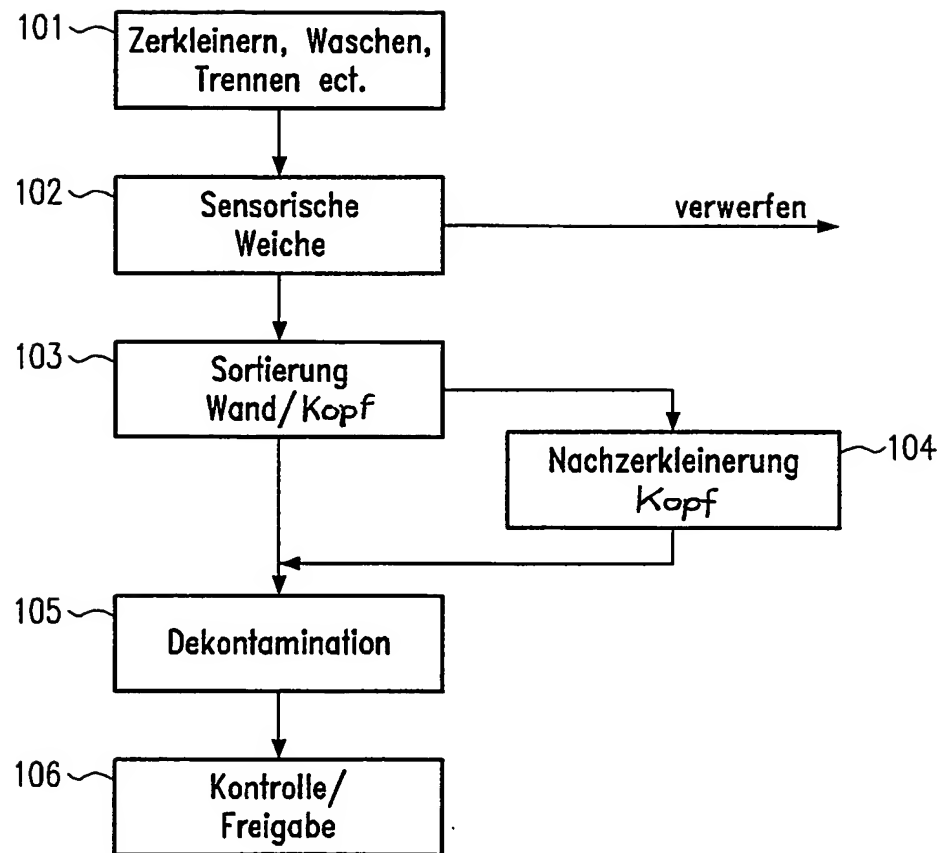 101
Zerkleinern, Waschen,
Trennen ect.
102
Sensorische
Weiche
verwerfen
103
Sortierung
Wand/Kopf
104
Nachzerkleinerung
Kopf
105
Dekontamination
106
Kontrolle/
Freigabe